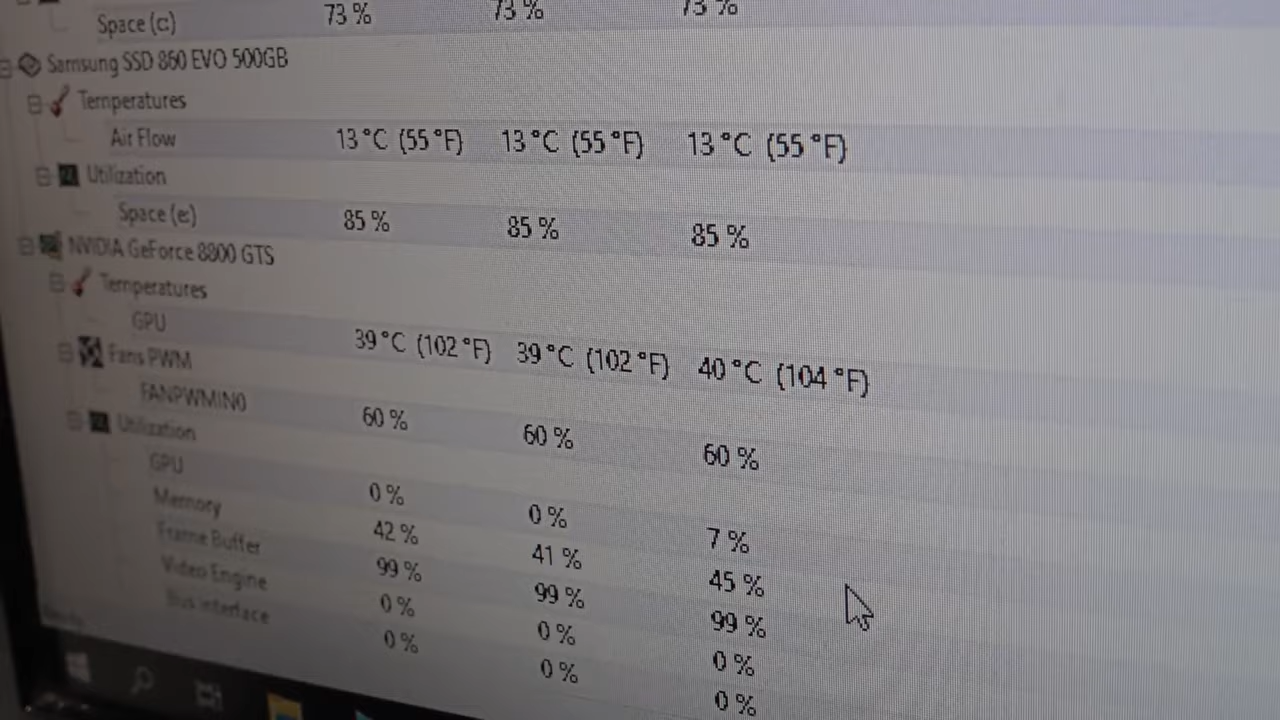 Space (c:) 73 % 73 % 73 %
Samsung SSD 860 EVO 500GB
Temperatures
Air Flow 13 °C (55 °F) 13 °C (55 °F) 13 °C (55 °F)
Utilization
Space (e:) 85 % 85 % 85 %
NVIDIA GeForce 8800 GTS
Temperatures
GPU 39 °C (102 °F) 39 °C (102 °F) 40 °C (104 °F)
Fans PWM
FANPWMIN0 60 % 60 % 60 %
Utilization
GPU 0 % 0 % 7 %
Memory 42 % 41 % 45 %
Frame Buffer 99 % 99 % 99 %
Video Engine 0 % 0 % 0 %
Bus Interface 0 % 0 % 0 %